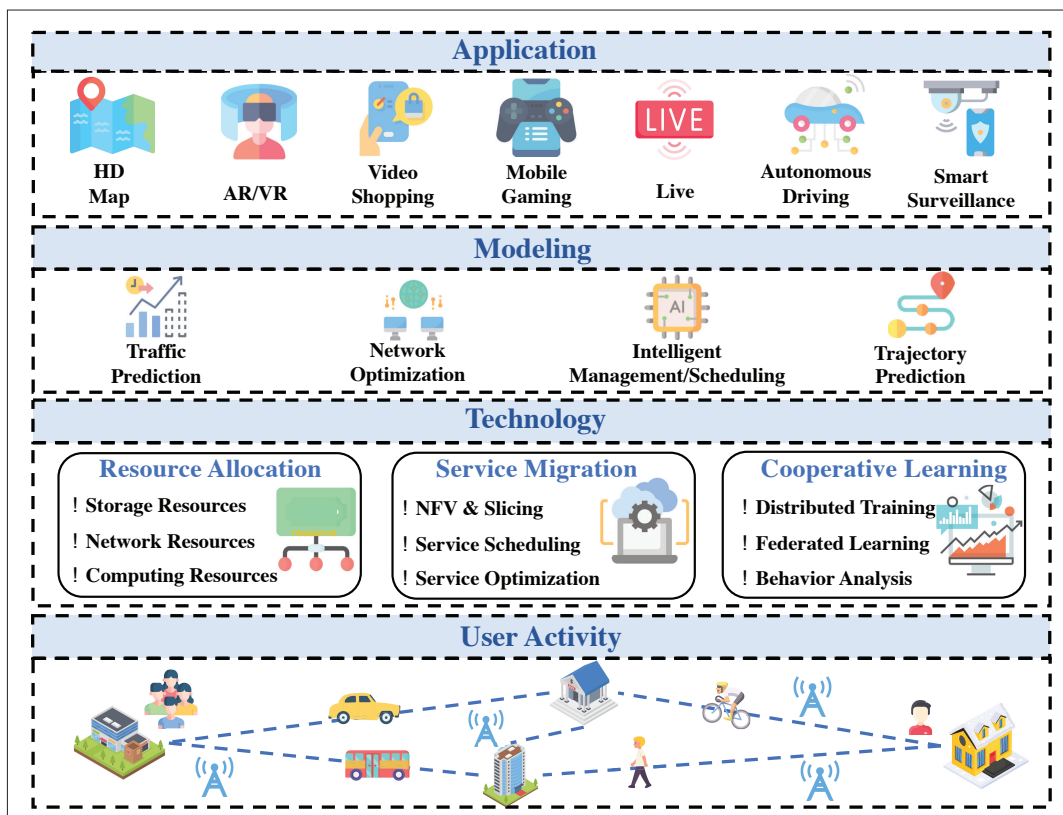 Application
HD
Map
AR/VR
Video
Shopping
Mobile
Gaming
LIVE
Live
Autonomous
Driving
Smart
Surveillance
Modeling
Traffic
Prediction
Network
Optimization
AI
Intelligent
Management/Scheduling
Trajectory
Prediction
Technology
Resource Allocation
! Storage Resources
! Network Resources
! Computing Resources
Service Migration
! NFV & Slicing
! Service Scheduling
! Service Optimization
Cooperative Learning
! Distributed Training
! Federated Learning
! Behavior Analysis
User Activity